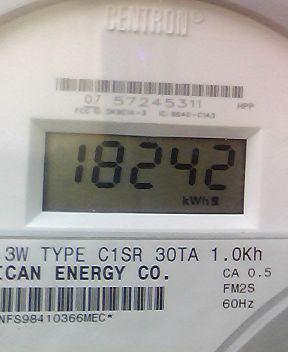 CENTRON®
07 57245311 HPP
18242
kWh
3W TYPE C1SR 30TA 1.0Kh
ICAN ENERGY CO. CA 0.5
FM2S
60Hz
NFS98410366MEC*